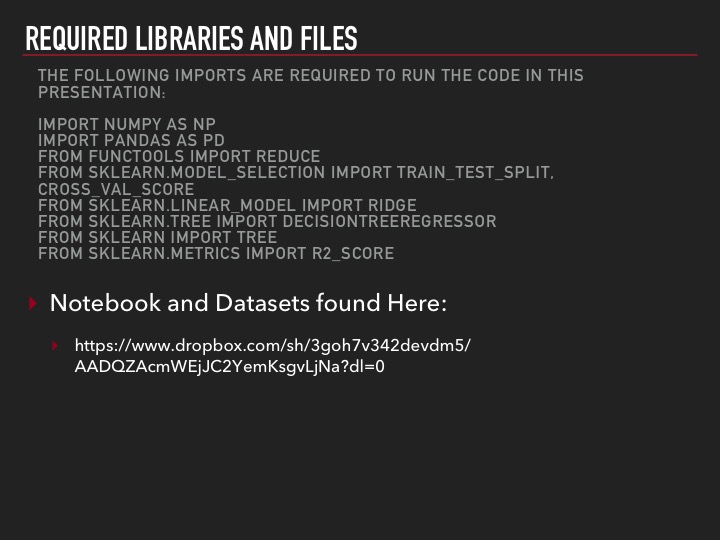 REQUIRED LIBRARIES AND FILES
THE FOLLOWING IMPORTS ARE REQUIRED TO RUN THE CODE IN THIS
PRESENTATION:
IMPORT NUMPY AS NP
IMPORT PANDAS AS PD
FROM FUNCTOOLS IMPORT REDUCE
FROM SKLEARN.MODEL_SELECTION IMPORT TRAIN_TEST_SPLIT,
CROSS_VAL_SCORE
FROM SKLEARN.LINEAR_MODEL IMPORT RIDGE
FROM SKLEARN.TREE IMPORT DECISIONTREEREGRESSOR
FROM SKLEARN IMPORT TREE
FROM SKLEARN.METRICS IMPORT R2_SCORE
Notebook and Datasets found Here:
https://www.dropbox.com/sh/3goh7v342devdm5/
AADQZAcmWEjJC2YemKsgvLjNa?dl=0